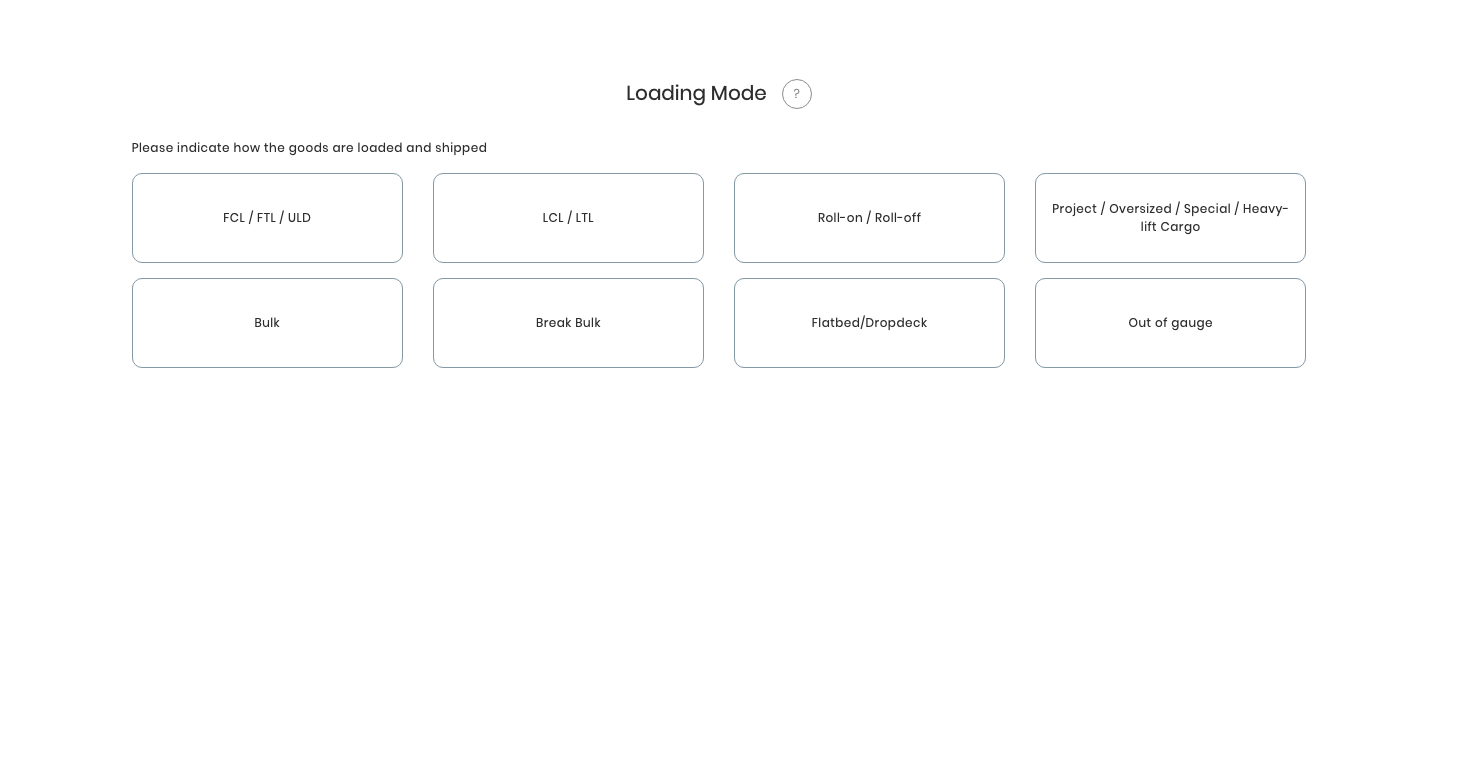 Loading Mode ?
Please indicate how the goods are loaded and shipped
FCL / FTL / ULD
LCL / LTL
Roll-on / Roll-off
Project / Oversized / Special / Heavy-
lift Cargo
Bulk
Break Bulk
Flatbed/Dropdeck
Out of gauge